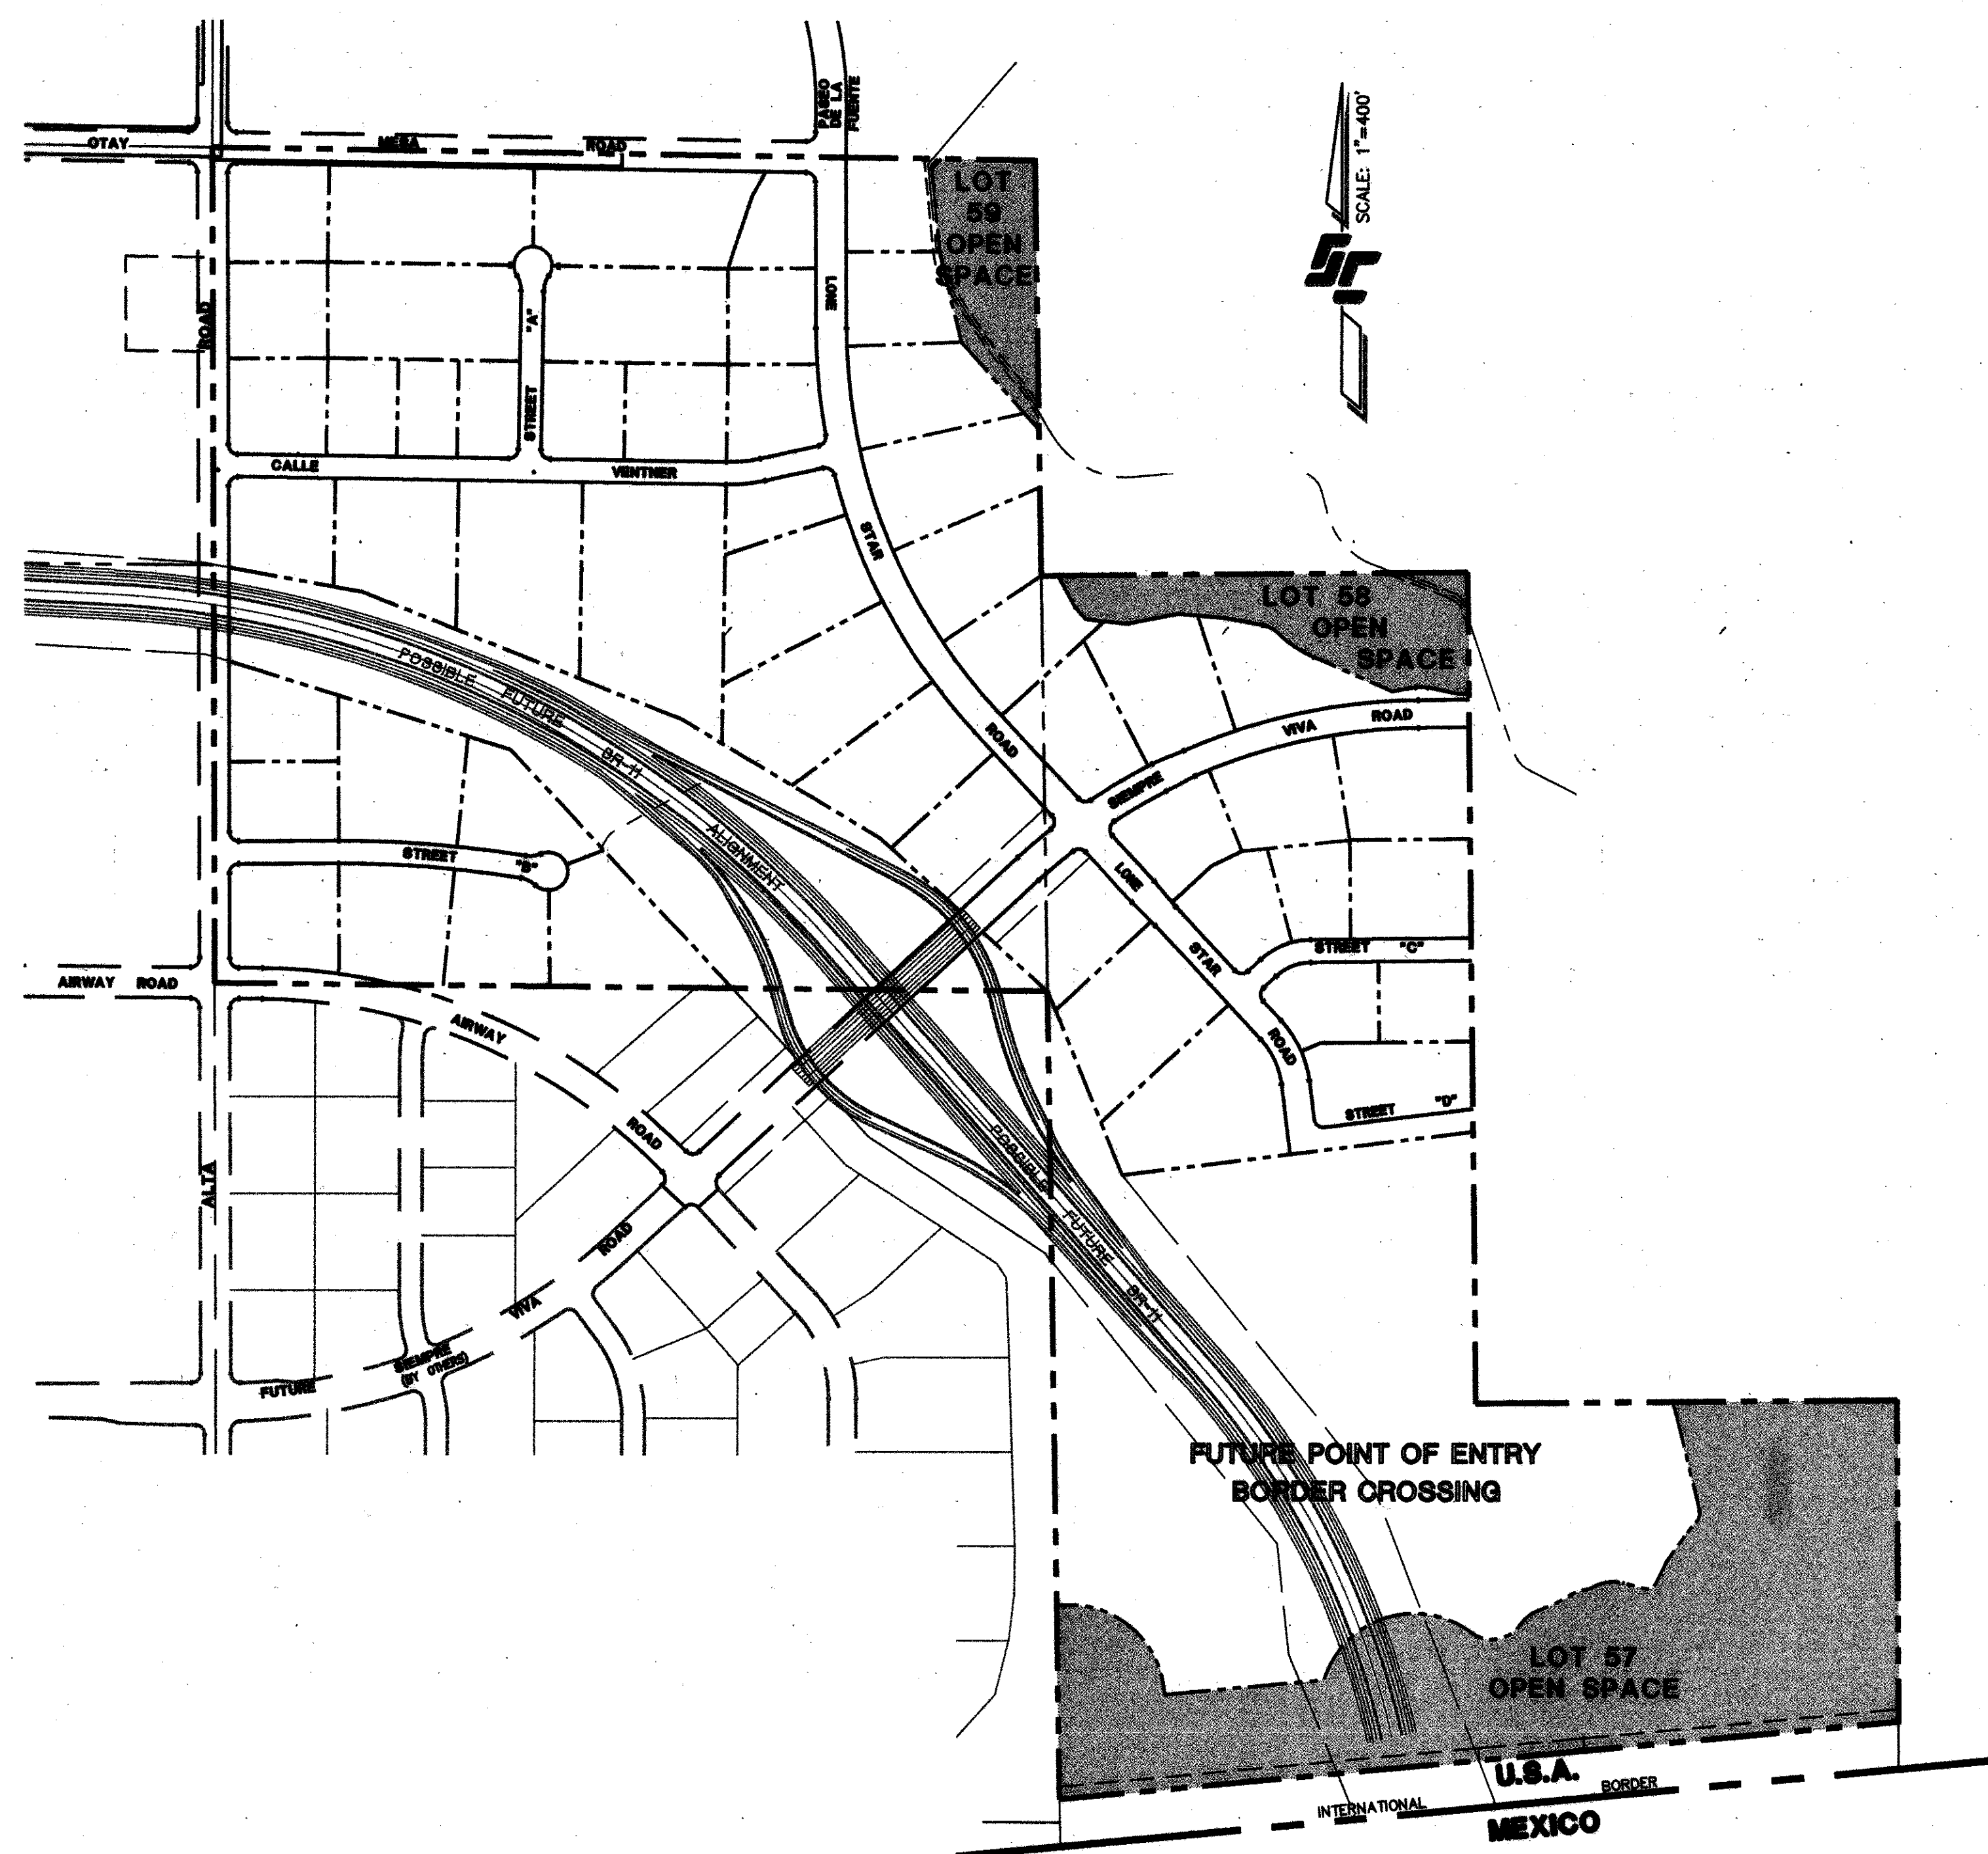 PASEO
DE LA
FUENTE
OTAY
MESA
ROAD
SCALE: 1"=400'
LOT
59
OPEN
SPACE
LONE
ROAD
STREET "A"
CALLE
VENTNER
STAR
LOT 58
OPEN
SPACE
POSSIBLE FUTURE SR-11 ALIGNMENT
ROAD
SIEMPRE
VIVA
ROAD
STREET "B"
LONE
STAR
ROAD
STREET "C"
AIRWAY ROAD
AIRWAY
ROAD
STREET "D"
ALTA
POSSIBLE FUTURE SR-11
ROAD
VIVA
SIEMPRE
(BY OTHERS)
FUTURE
FUTURE POINT OF ENTRY
BORDER CROSSING
LOT 57
OPEN SPACE
U.S.A.
INTERNATIONAL BORDER
MEXICO